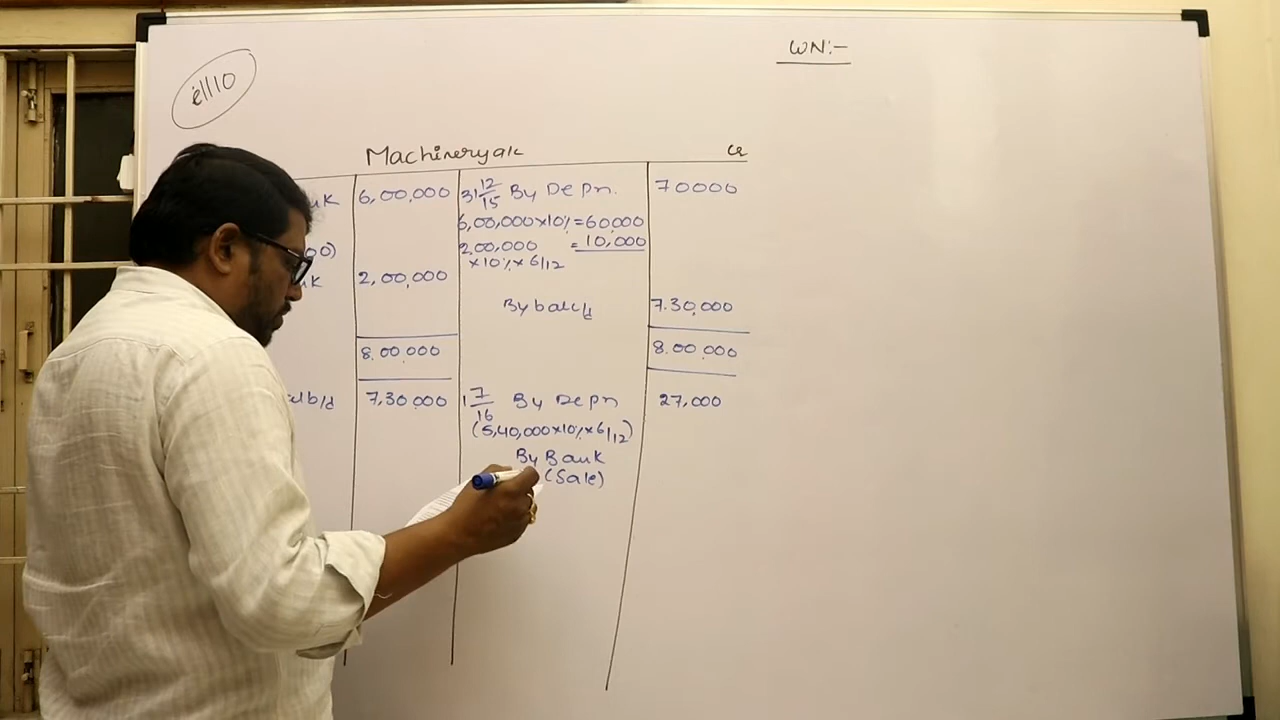 WN:-
ell10
Machinery a/c Cr
6,00,000 31 12/15 By Depn. 70000
6,00,000×10%=60,000
2,00,000 = 10,000
×10%×6/12
2,00,000
By bal c/d 7.30,000
8.00.000 8.00.000
b/d 7,30,000 1 7/16 By Depn 27,000
(5,40,000×10%×6/12)
By Bank
(Sale)